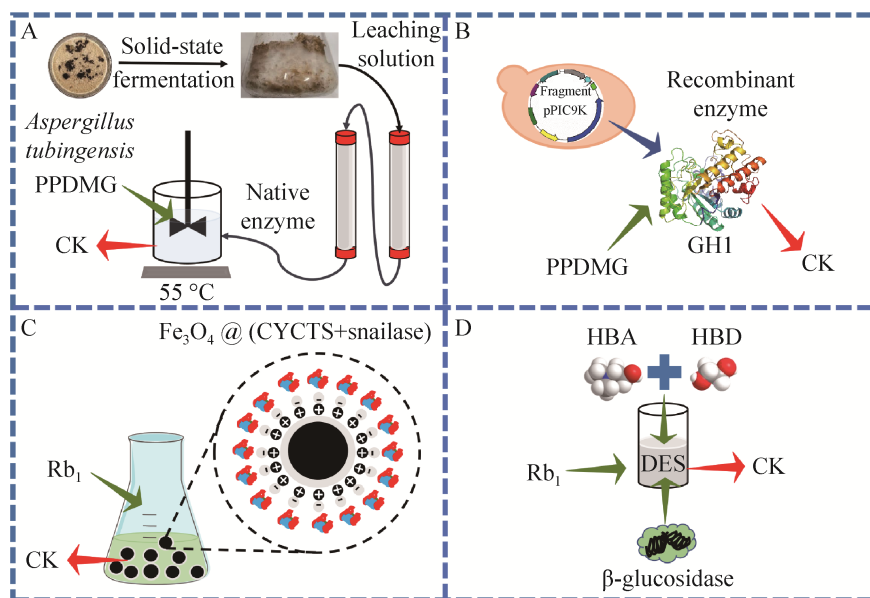 A
Solid-state
fermentation
Leaching
solution
Aspergillus
tubingensis
PPDMG
CK
Native
enzyme
55 °C
B
Fragment
pPIC9K
Recombinant
enzyme
GH1
PPDMG
CK
C
Fe₃O₄ @ (CYCTS+snailase)
Rb₁
CK
D
HBA
HBD
Rb₁
DES
CK
β-glucosidase